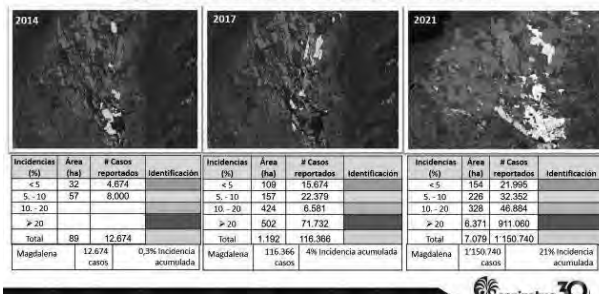 2014
2017
2021
Incidencias (%) Área (ha) # Casos reportados Identificación
< 5 32 4.674
5. - 10 57 8,000
10. - 20
> 20
Total 89 12.674
Magdalena 12.674 casos 0,3% Incidencia acumulada
Incidencias (%) Área (ha) # Casos reportados Identificación
< 5 109 15.674
5. - 10 157 22.379
10. - 20 424 6.581
> 20 502 71.732
Total 1.192 116.366
Magdalena 116.366 casos 4% Incidencia acumulada
Incidencias (%) Área (ha) # Casos reportados Identificación
< 5 154 21.995
5. - 10 226 32.352
10. - 20 328 46.884
> 20 6.371 911.060
Total 7.079 1'150.740
Magdalena 1'150.740 casos 21% Incidencia acumulada
30